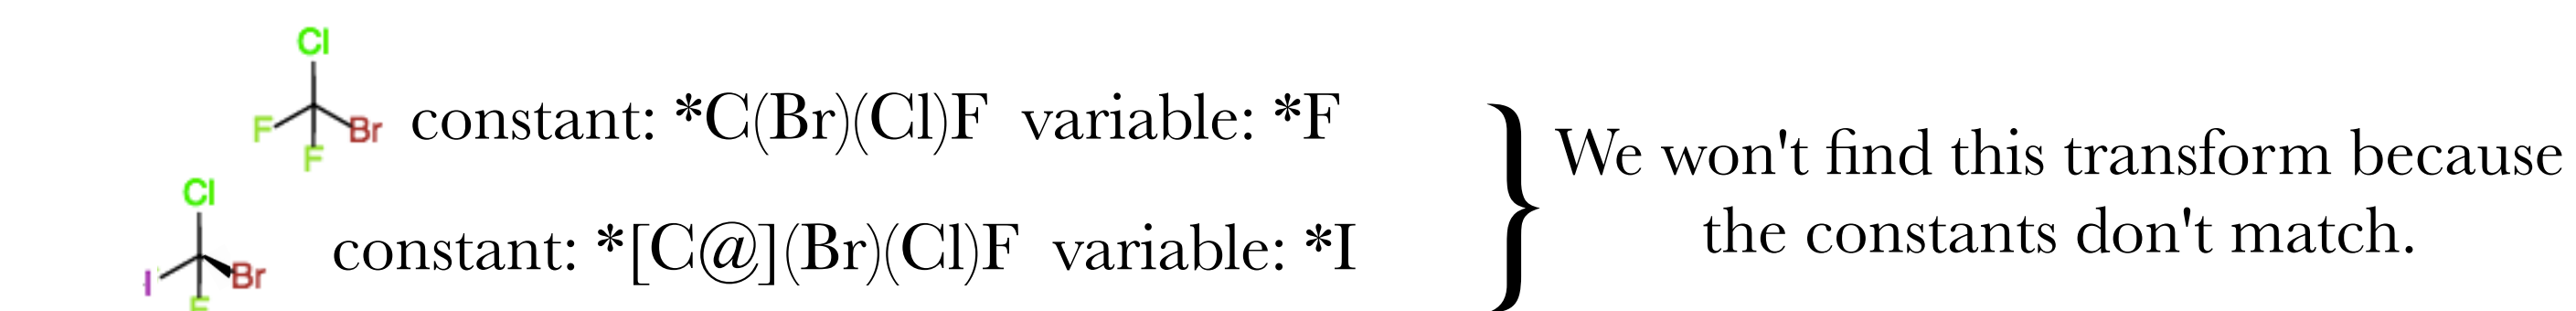 Cl
F Br constant: *C(Br)(Cl)F variable: *F
F
We won't find this transform because
Cl
the constants don't match.
I Br constant: *[C@](Br)(Cl)F variable: *I
F